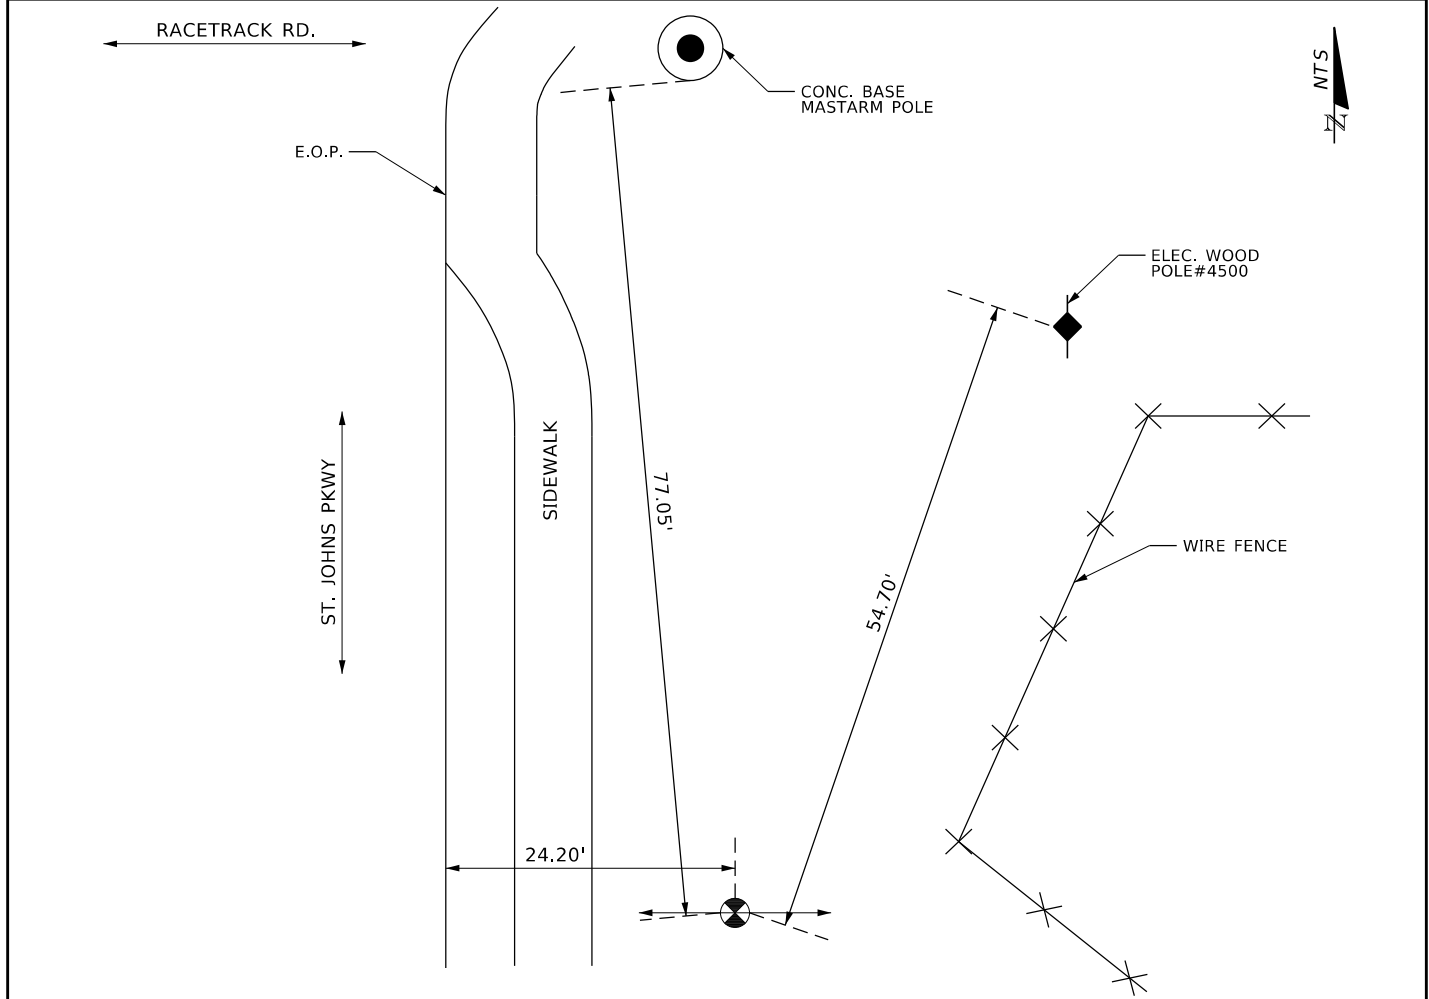 RACETRACK RD.
NTS
CONC. BASE
MASTARM POLE
N
E.O.P.
ELEC. WOOD
POLE#4500
SIDEWALK
ST. JOHNS PKWY
77.05'
WIRE FENCE
54.70'
24.20'